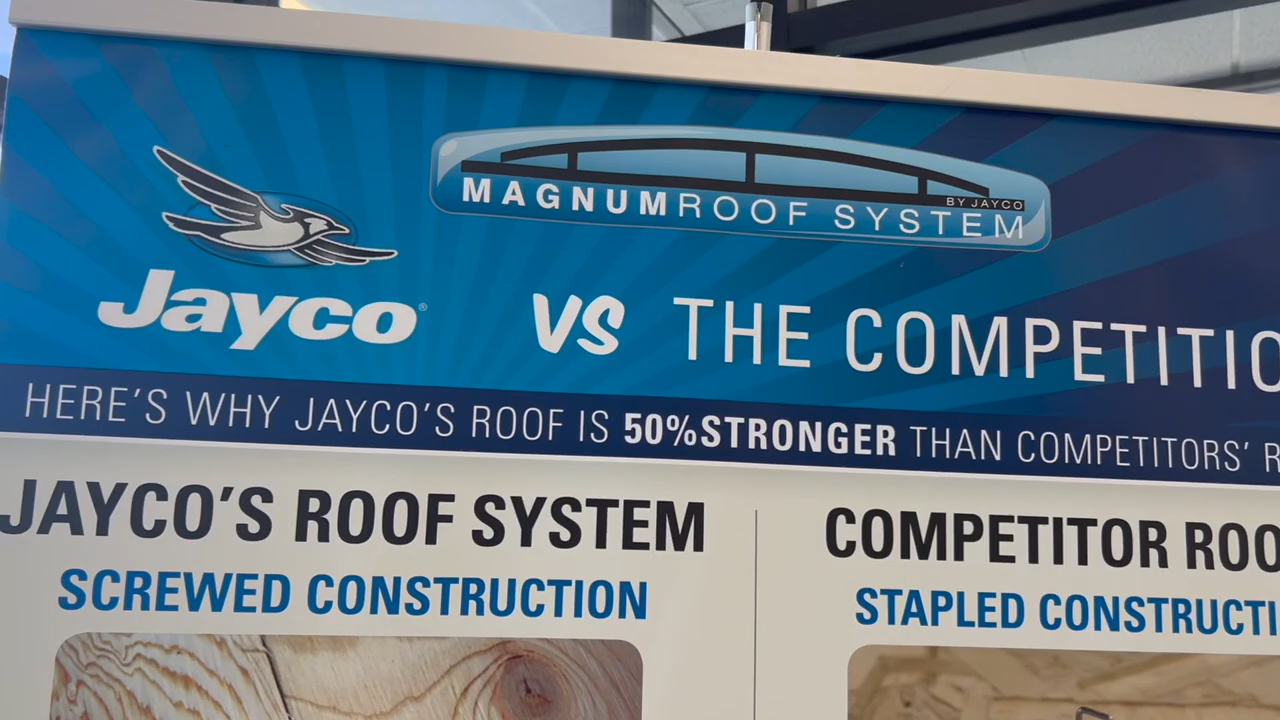 MAGNUMROOF SYSTEM
BY JAYCO
Jayco®
VS THE COMPETITIO
HERE'S WHY JAYCO'S ROOF IS 50%STRONGER THAN COMPETITORS' R
JAYCO'S ROOF SYSTEM
SCREWED CONSTRUCTION
COMPETITOR ROO
STAPLED CONSTRUCTI